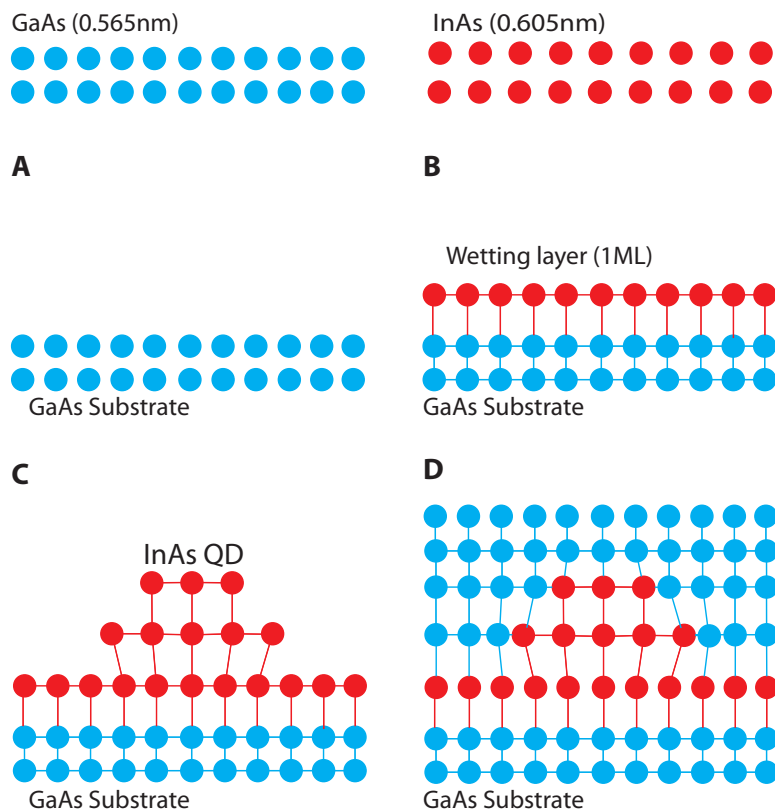 GaAs (0.565nm)
InAs (0.605nm)
A
B
Wetting layer (1ML)
GaAs Substrate
GaAs Substrate
C
D
InAs QD
GaAs Substrate
GaAs Substrate